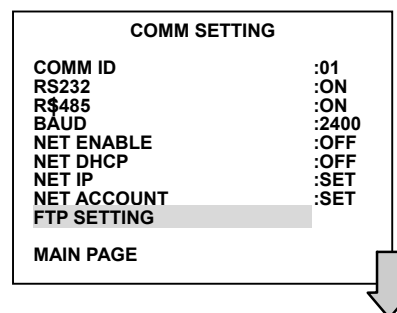 COMM SETTING
COMM ID :01
RS232 :ON
R$485 :ON
BAUD :2400
NET ENABLE :OFF
NET DHCP :OFF
NET IP :SET
NET ACCOUNT :SET
FTP SETTING
MAIN PAGE